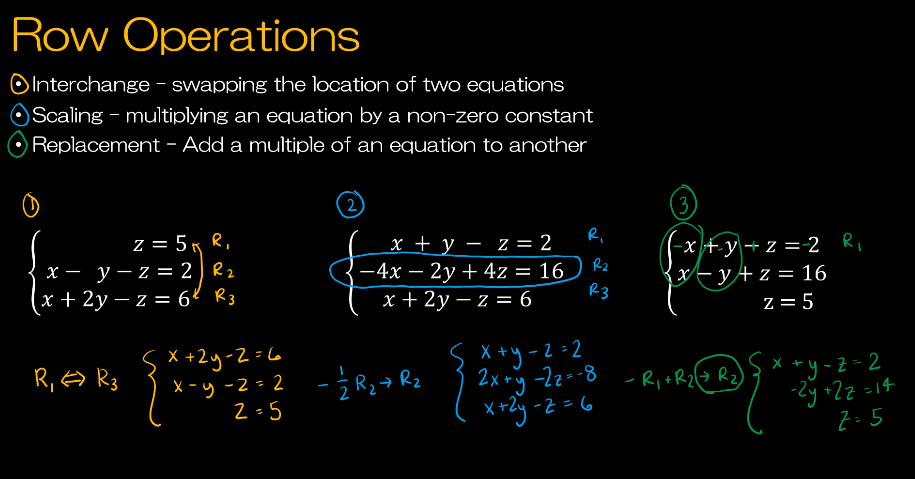 Row Operations
• Interchange – swapping the location of two equations
• Scaling – multiplying an equation by a non-zero constant
• Replacement – Add a multiple of an equation to another
①
z = 5 R₁
x − y − z = 2 R₂
x + 2y − z = 6 R₃
R₁ ⇔ R₃
x + 2y - z = 6
x - y - z = 2
z = 5
②
x + y − z = 2 R₁
−4x − 2y + 4z = 16 R₂
x + 2y − z = 6 R₃
-1/2 R₂ → R₂
x + y - z = 2
2x + y - 2z = -8
x + 2y - z = 6
③
x + y − z = 2 R₁
x − y + z = 16
z = 5
- R₁ + R₂ → R₂
x + y - z = 2
-2y + 2z = 14
z = 5